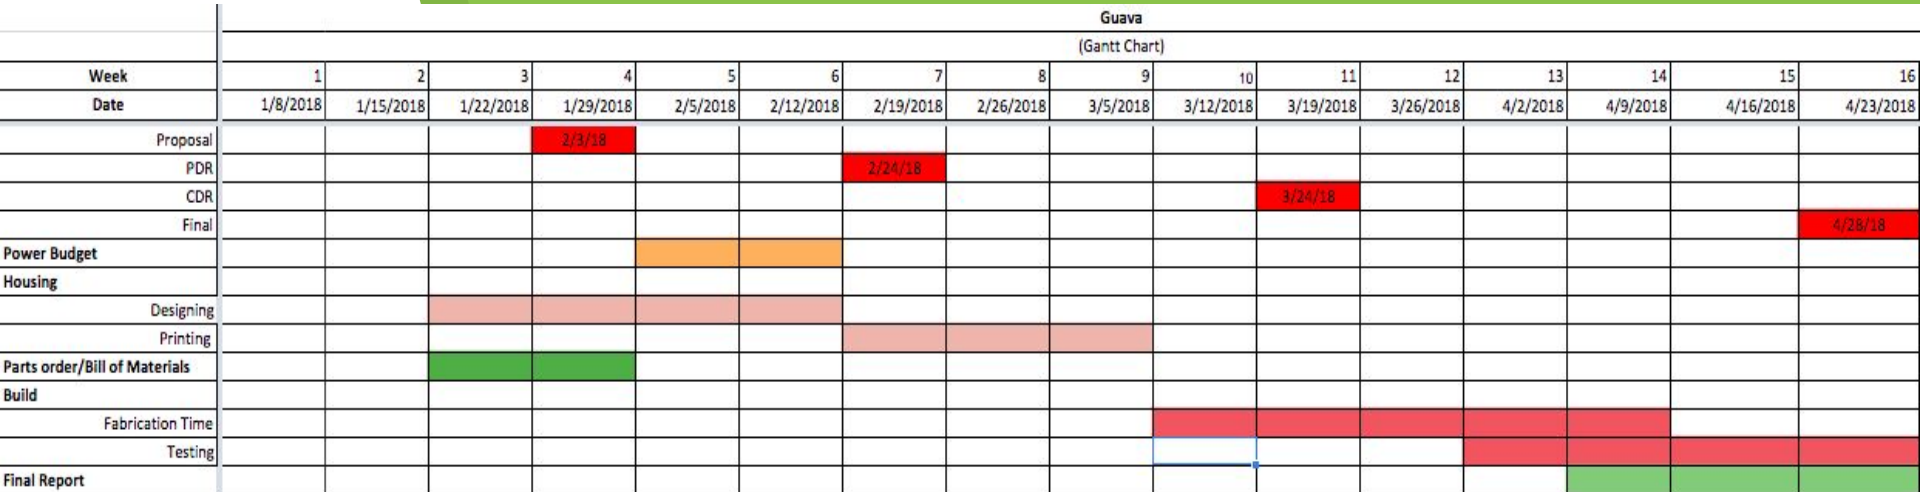 Guava
(Gantt Chart)
Week 1 2 3 4 5 6 7 8 9 10 11 12 13 14 15 16
Date 1/8/2018 1/15/2018 1/22/2018 1/29/2018 2/5/2018 2/12/2018 2/19/2018 2/26/2018 3/5/2018 3/12/2018 3/19/2018 3/26/2018 4/2/2018 4/9/2018 4/16/2018 4/23/2018
Proposal 2/3/18
PDR 2/24/18
CDR 3/24/18
Final 4/28/18
Power Budget
Housing
Designing
Printing
Parts order/Bill of Materials
Build
Fabrication Time
Testing
Final Report